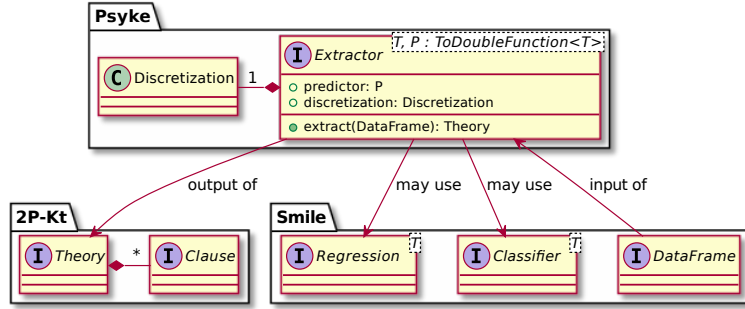 Psyke
T, P : ToDoubleFunction<T>
I Extractor
C Discretization
1
predictor: P
discretization: Discretization
extract(DataFrame): Theory
output of
may use
may use
input of
2P-Kt
I Theory
*
I Clause
Smile
I Regression
T
I Classifier
T
I DataFrame